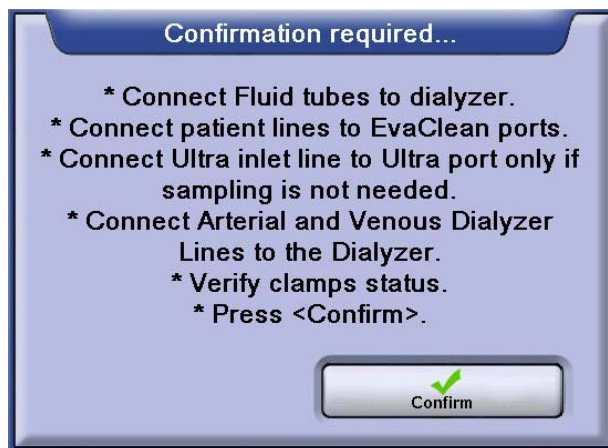 Confirmation required...
* Connect Fluid tubes to dialyzer.
* Connect patient lines to EvaClean ports.
* Connect Ultra inlet line to Ultra port only if
sampling is not needed.
* Connect Arterial and Venous Dialyzer
Lines to the Dialyzer.
* Verify clamps status.
* Press <Confirm>.
Confirm